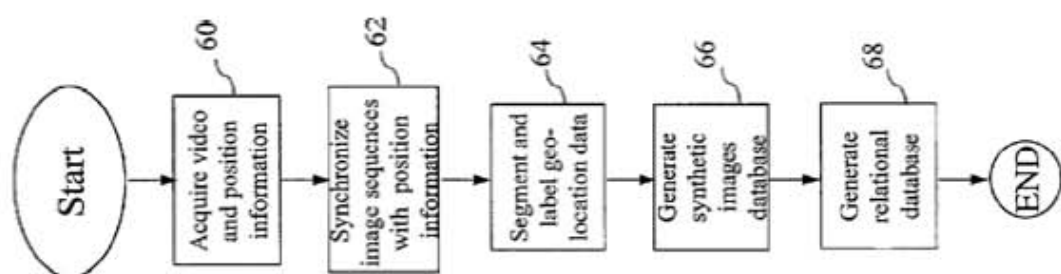 Start
60
Acquire video
and position
information
62
Synchronize
image sequences
with position
information
64
Segment and
label geo-
location data
66
Generate
synthetic
images
database
68
Generate
relational
database
END